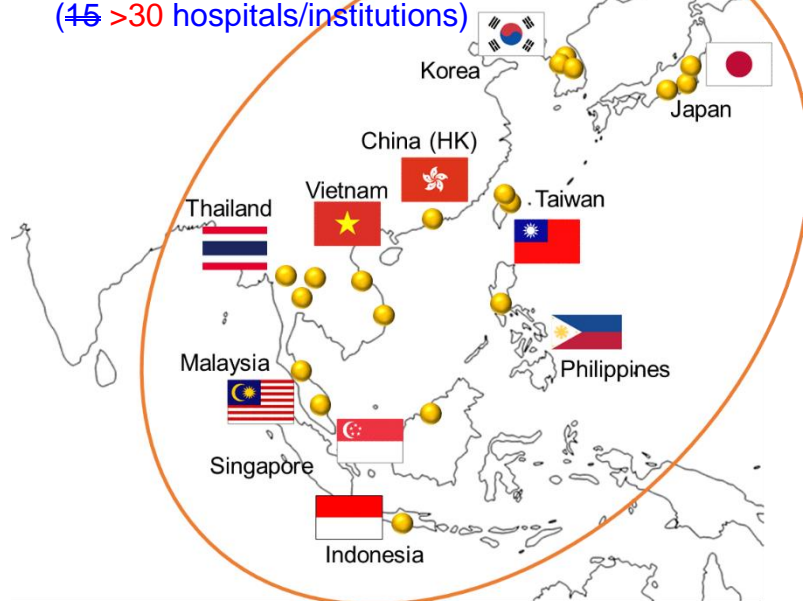 (15 >30 hospitals/institutions)
Korea
Japan
China (HK)
Vietnam
Taiwan
Thailand
Malaysia
Philippines
Singapore
Indonesia